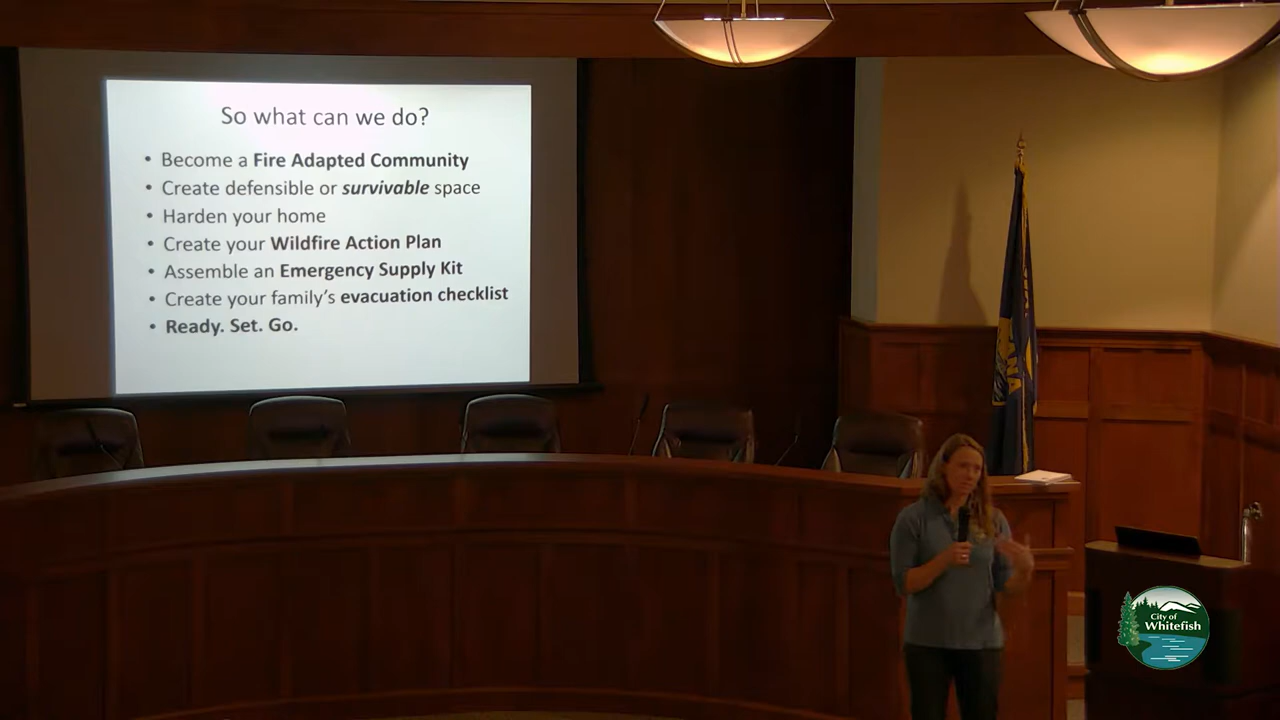 So what can we do?
• Become a Fire Adapted Community
• Create defensible or survivable space
• Harden your home
• Create your Wildfire Action Plan
• Assemble an Emergency Supply Kit
• Create your family's evacuation checklist
• Ready. Set. Go.
City of
Whitefish